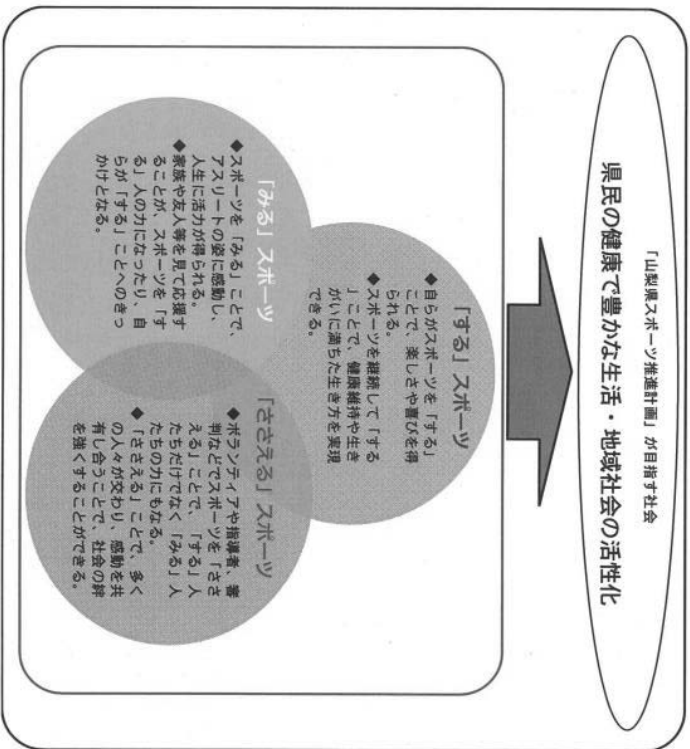 「山梨県スポーツ推進計画」が目指す社会
県民の健康で豊かな生活・地域社会の活性化
「する」スポーツ
◆自らがスポーツを「する」
ことで、楽しさや喜びを得
られる。
◆スポーツを継続して「する
」ことで、健康維持や生き
がいに満ちた生き方を実現
できる。
「みる」スポーツ
◆スポーツを「みる」ことで、
アスリートの姿に感動し、
人生に活力が得られる。
◆家族や友人等を見て応援す
ることが、スポーツを「す
る」人の力になったり、自
らが「する」ことへのきっ
かけとなる。
「ささえる」スポーツ
◆ボランティアや指導者、審
判などでスポーツを「ささ
える」ことで、「する」人
たちだけでなく「みる」人
たちの力にもなる。
◆「ささえる」ことで、多く
の人々が交わり、感動を共
有し合うことで、社会の絆
を強くすることができる。